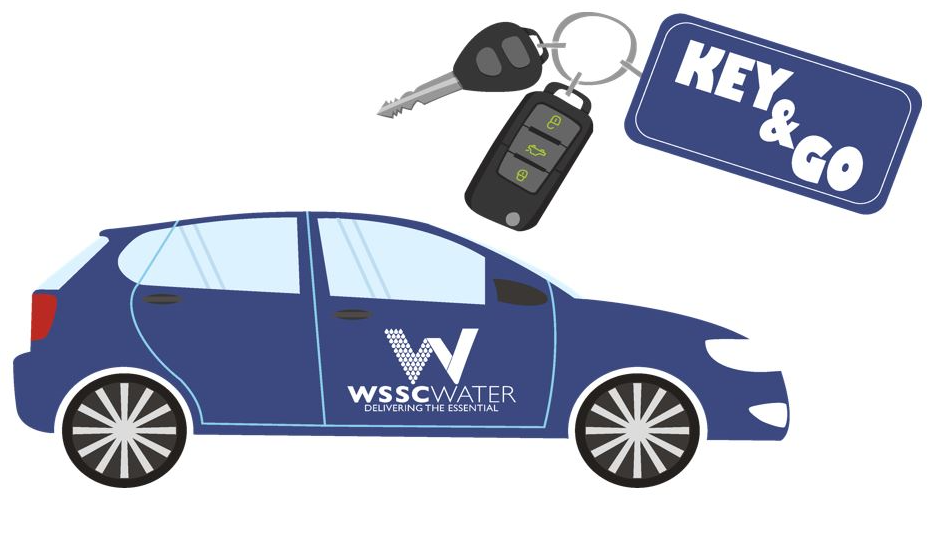 KEY
&
GO
WSSCWATER
DELIVERING THE ESSENTIAL